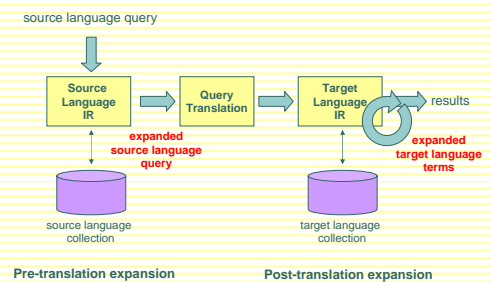 source language query
Source
Language
IR
Query
Translation
Target
Language
IR
results
expanded
source language
query
expanded
target language
terms
source language
collection
target language
collection
Pre-translation expansion
Post-translation expansion